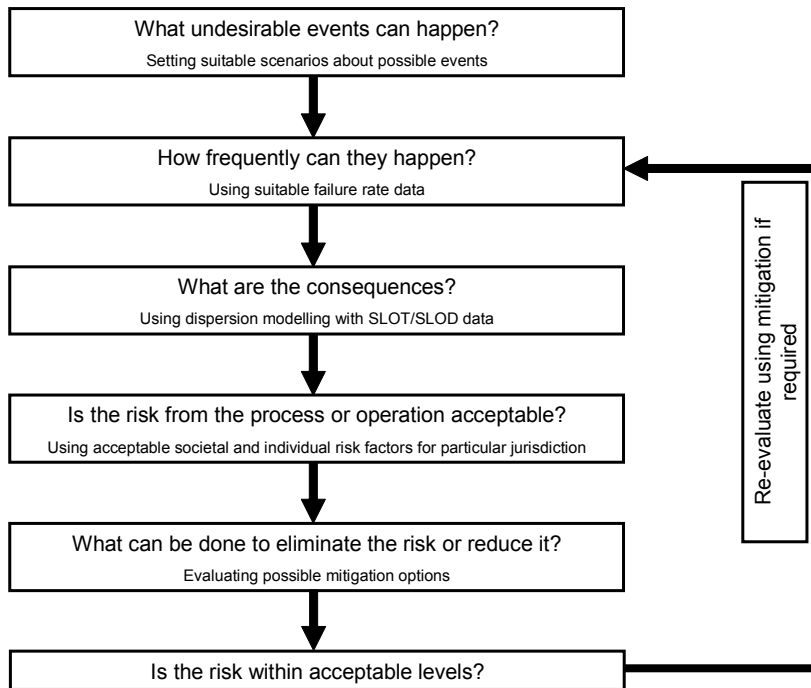 What undesirable events can happen?
Setting suitable scenarios about possible events
How frequently can they happen?
Using suitable failure rate data
What are the consequences?
Using dispersion modelling with SLOT/SLOD data
Is the risk from the process or operation acceptable?
Using acceptable societal and individual risk factors for particular jurisdiction
What can be done to eliminate the risk or reduce it?
Evaluating possible mitigation options
Is the risk within acceptable levels?
Re-evaluate using mitigation if
required